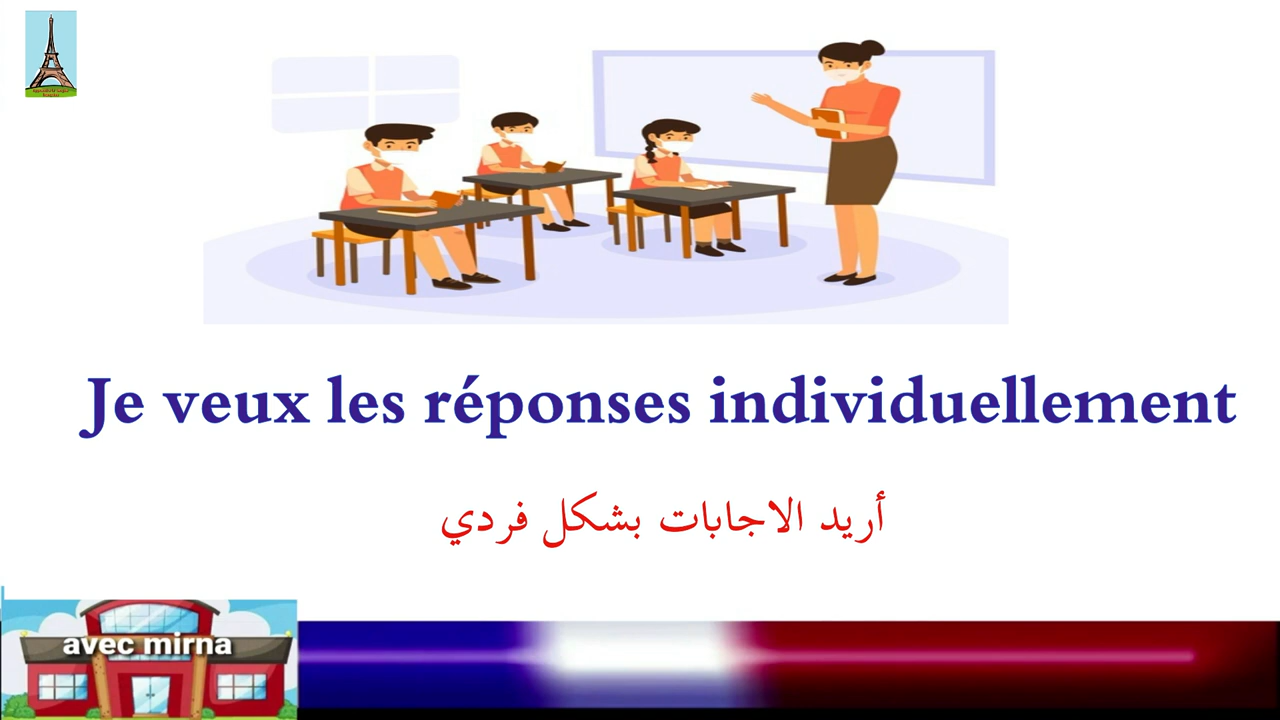 Je veux les réponses individuellement
أريد الاجابات بشكل فردي
avec mirna